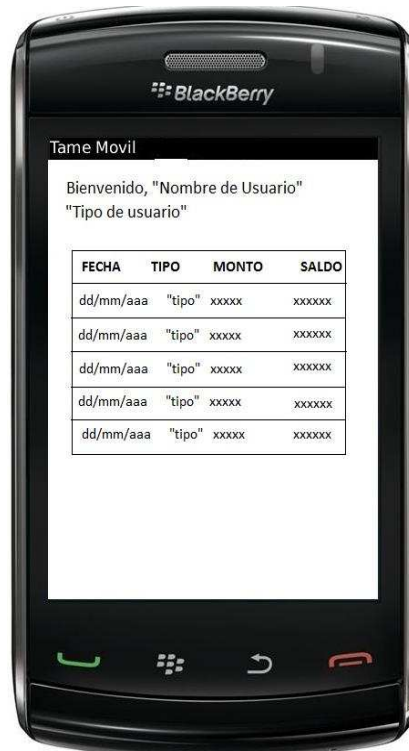 BlackBerry
Tame Movil
Bienvenido, "Nombre de Usuario"
"Tipo de usuario"
FECHA TIPO MONTO SALDO
dd/mm/aaa "tipo" xxxxx xxxxxx
dd/mm/aaa "tipo" xxxxx xxxxxx
dd/mm/aaa "tipo" xxxxx xxxxxx
dd/mm/aaa "tipo" xxxxx xxxxxx
dd/mm/aaa "tipo" xxxxx xxxxxx